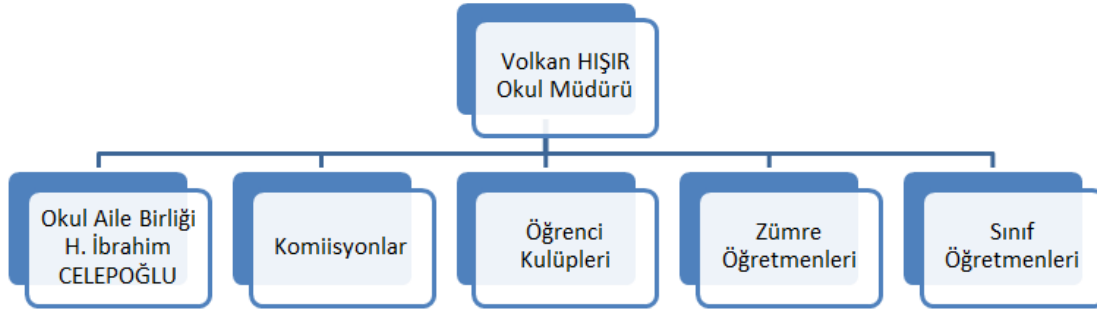 Volkan HIŞIR
Okul Müdürü
Okul Aile Birliği
H. İbrahim
CELEPOĞLU
Komiisyonlar
Öğrenci
Kulüpleri
Zümre
Öğretmenleri
Sınıf
Öğretmenleri